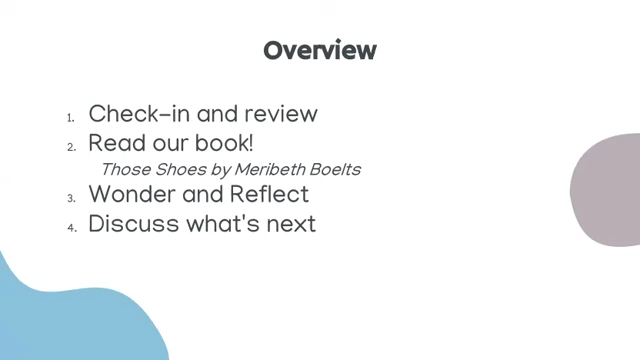 Overview
1. Check-in and review
2. Read our book!
Those Shoes by Meribeth Boelts
3. Wonder and Reflect
4. Discuss what's next